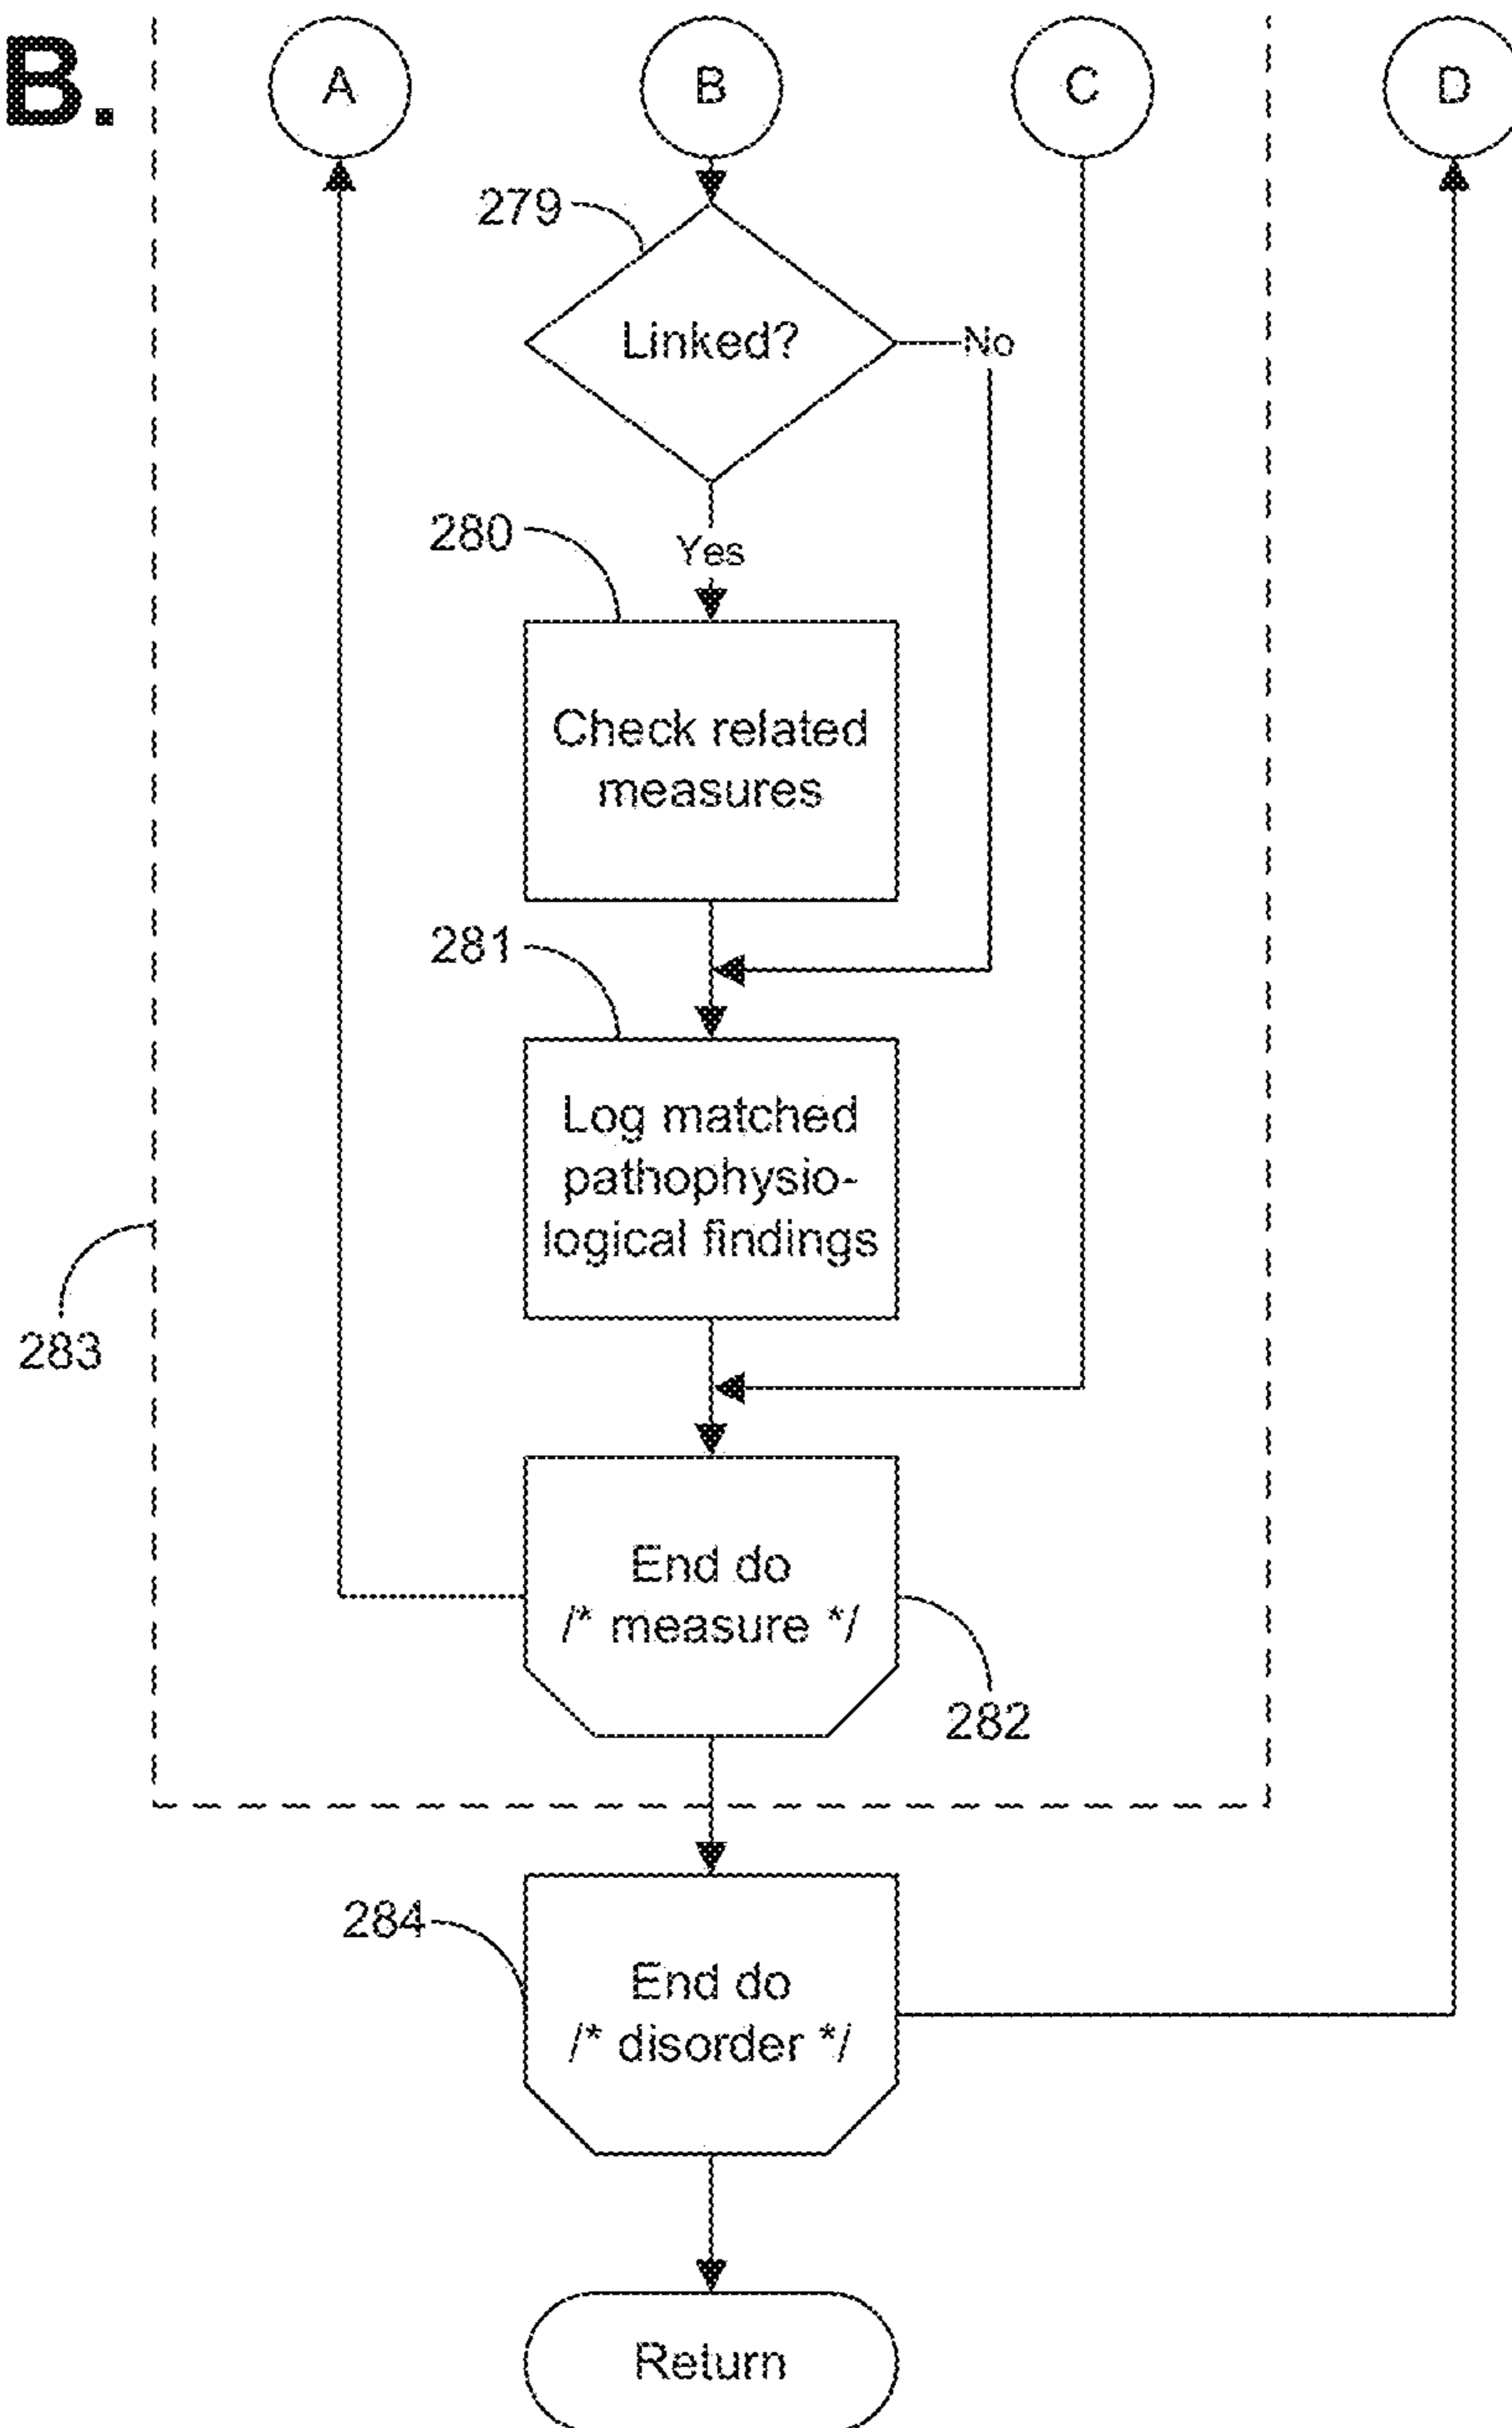 B.
A
B
C
D
279
Linked?
No
280
Yes
Check related
measures
281
Log matched
pathophysio-
logical findings
283
End do
/* measure */
282
284
End do
/* disorder */
Return